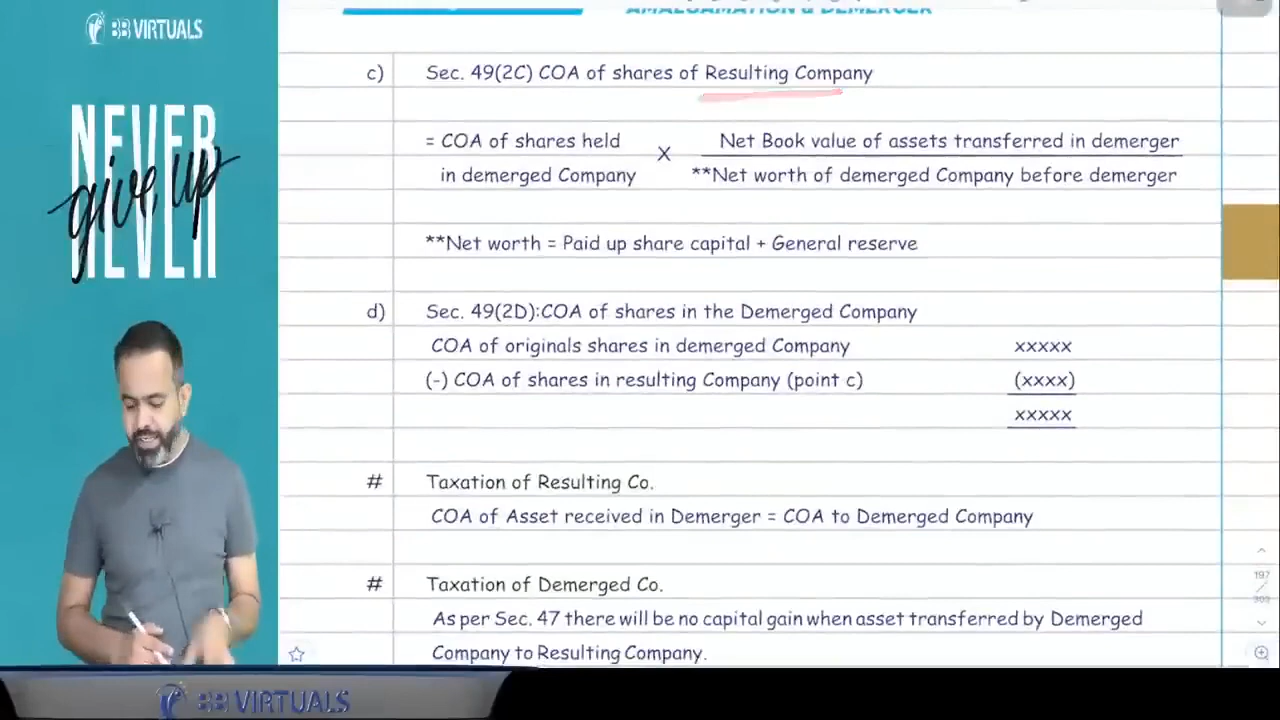 BB VIRTUALS
AMALGAMATION & DEMERGER
NEVER
give up
NEVER
c) Sec. 49(2C) COA of shares of Resulting Company
= COA of shares held in demerged Company X Net Book value of assets transferred in demerger
**Net worth of demerged Company before demerger
**Net worth = Paid up share capital + General reserve
d) Sec. 49(2D):COA of shares in the Demerged Company
COA of originals shares in demerged Company xxxxx
(-) COA of shares in resulting Company (point c) (xxxx)
xxxxx
# Taxation of Resulting Co.
COA of Asset received in Demerger = COA to Demerged Company
# Taxation of Demerged Co.
As per Sec. 47 there will be no capital gain when asset transferred by Demerged
Company to Resulting Company.
197
/
BB VIRTUALS